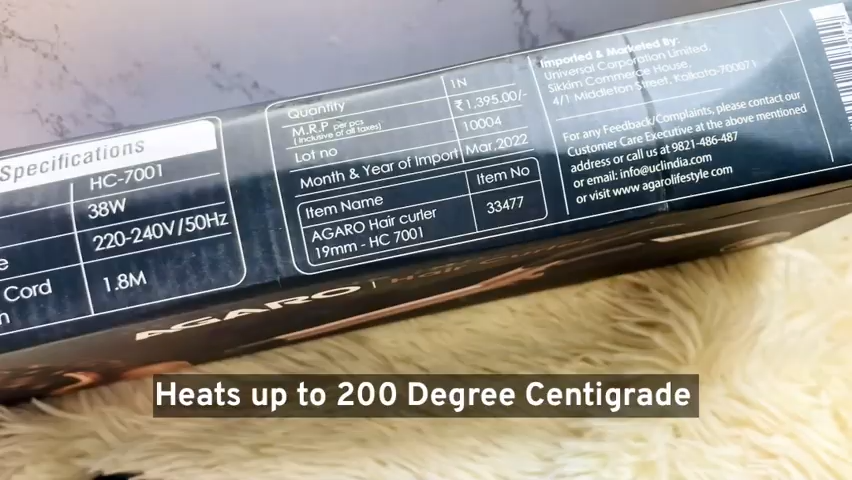 Specifications
HC-7001
38W
e
220-240V/50Hz
Cord
n
1.8M
Quantity
1N
M.R.P per pcs
(Inclusive of all taxes)
₹1,395.00/-
Lot no
10004
Month & Year of Import
Mar,2022
Item Name
Item No
AGARO Hair curler
19mm - HC 7001
33477
Imported & Marketed By:
Universal Corporation Limited,
Sikkim Commerce House,
4/1 Middleton Street, Kolkata-700071
For any Feedback/Complaints, please contact our
Customer Care Executive at the above mentioned
address or call us at 9821-486-487
or email: info@uclindia.com
or visit www.agarolifestyle.com
AGARO | Hair Curler
Heats up to 200 Degree Centigrade